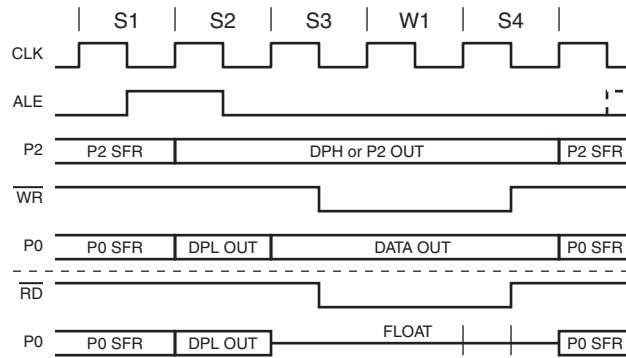 S1 S2 S3 W1 S4
CLK
ALE
P2 P2 SFR DPH or P2 OUT P2 SFR
WR
P0 P0 SFR DPL OUT DATA OUT P0 SFR
RD
P0 P0 SFR DPL OUT FLOAT P0 SFR